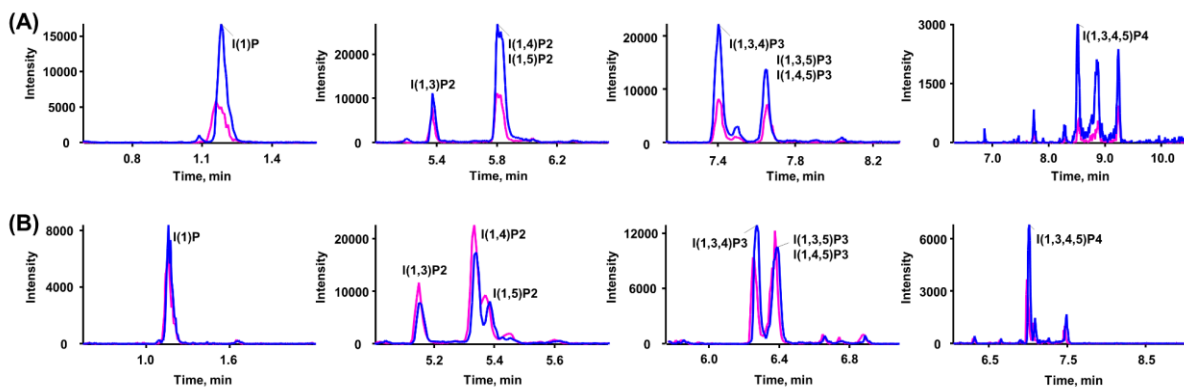 (A)
Intensity
15000
10000
5000
0
I(1)P
0.8 1.1 1.4
Time, min
Intensity
20000
10000
0
I(1,3)P2
I(1,4)P2
I(1,5)P2
5.4 5.8 6.2
Time, min
Intensity
20000
10000
0
I(1,3,4)P3
I(1,3,5)P3
I(1,4,5)P3
7.4 7.8 8.2
Time, min
Intensity
3000
1500
0
I(1,3,4,5)P4
7.0 8.0 9.0 10.0
Time, min
(B)
Intensity
8000
4000
0
I(1)P
1.0 1.6
Time, min
Intensity
20000
10000
0
I(1,3)P2
I(1,4)P2
I(1,5)P2
5.2 5.4 5.6
Time, min
Intensity
12000
6000
0
I(1,3,4)P3
I(1,3,5)P3
I(1,4,5)P3
6.0 6.4 6.8
Time, min
Intensity
6000
3000
0
I(1,3,4,5)P4
6.5 7.5 8.5
Time, min